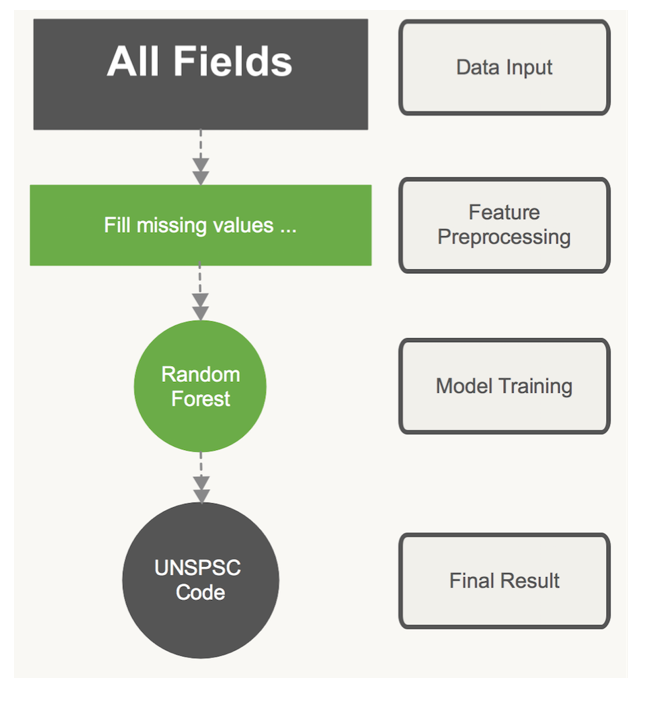 All Fields
Data Input
Fill missing values ...
Feature
Preprocessing
Random
Forest
Model Training
UNSPSC
Code
Final Result